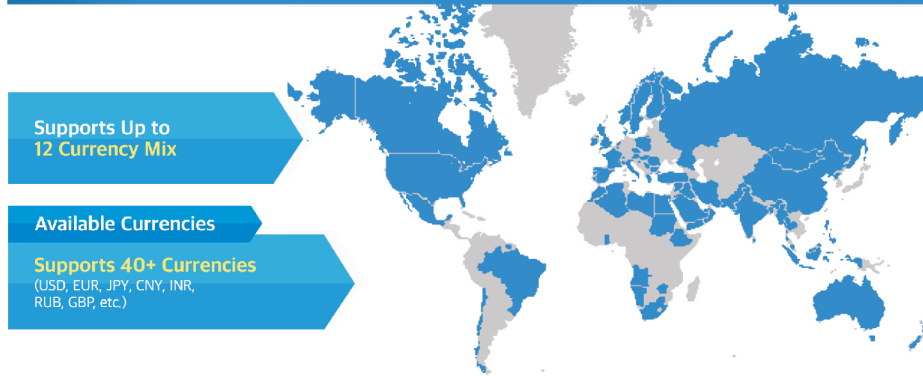 Supports Up to
12 Currency Mix
Available Currencies
Supports 40+ Currencies
(USD, EUR, JPY, CNY, INR,
RUB, GBP, etc.)